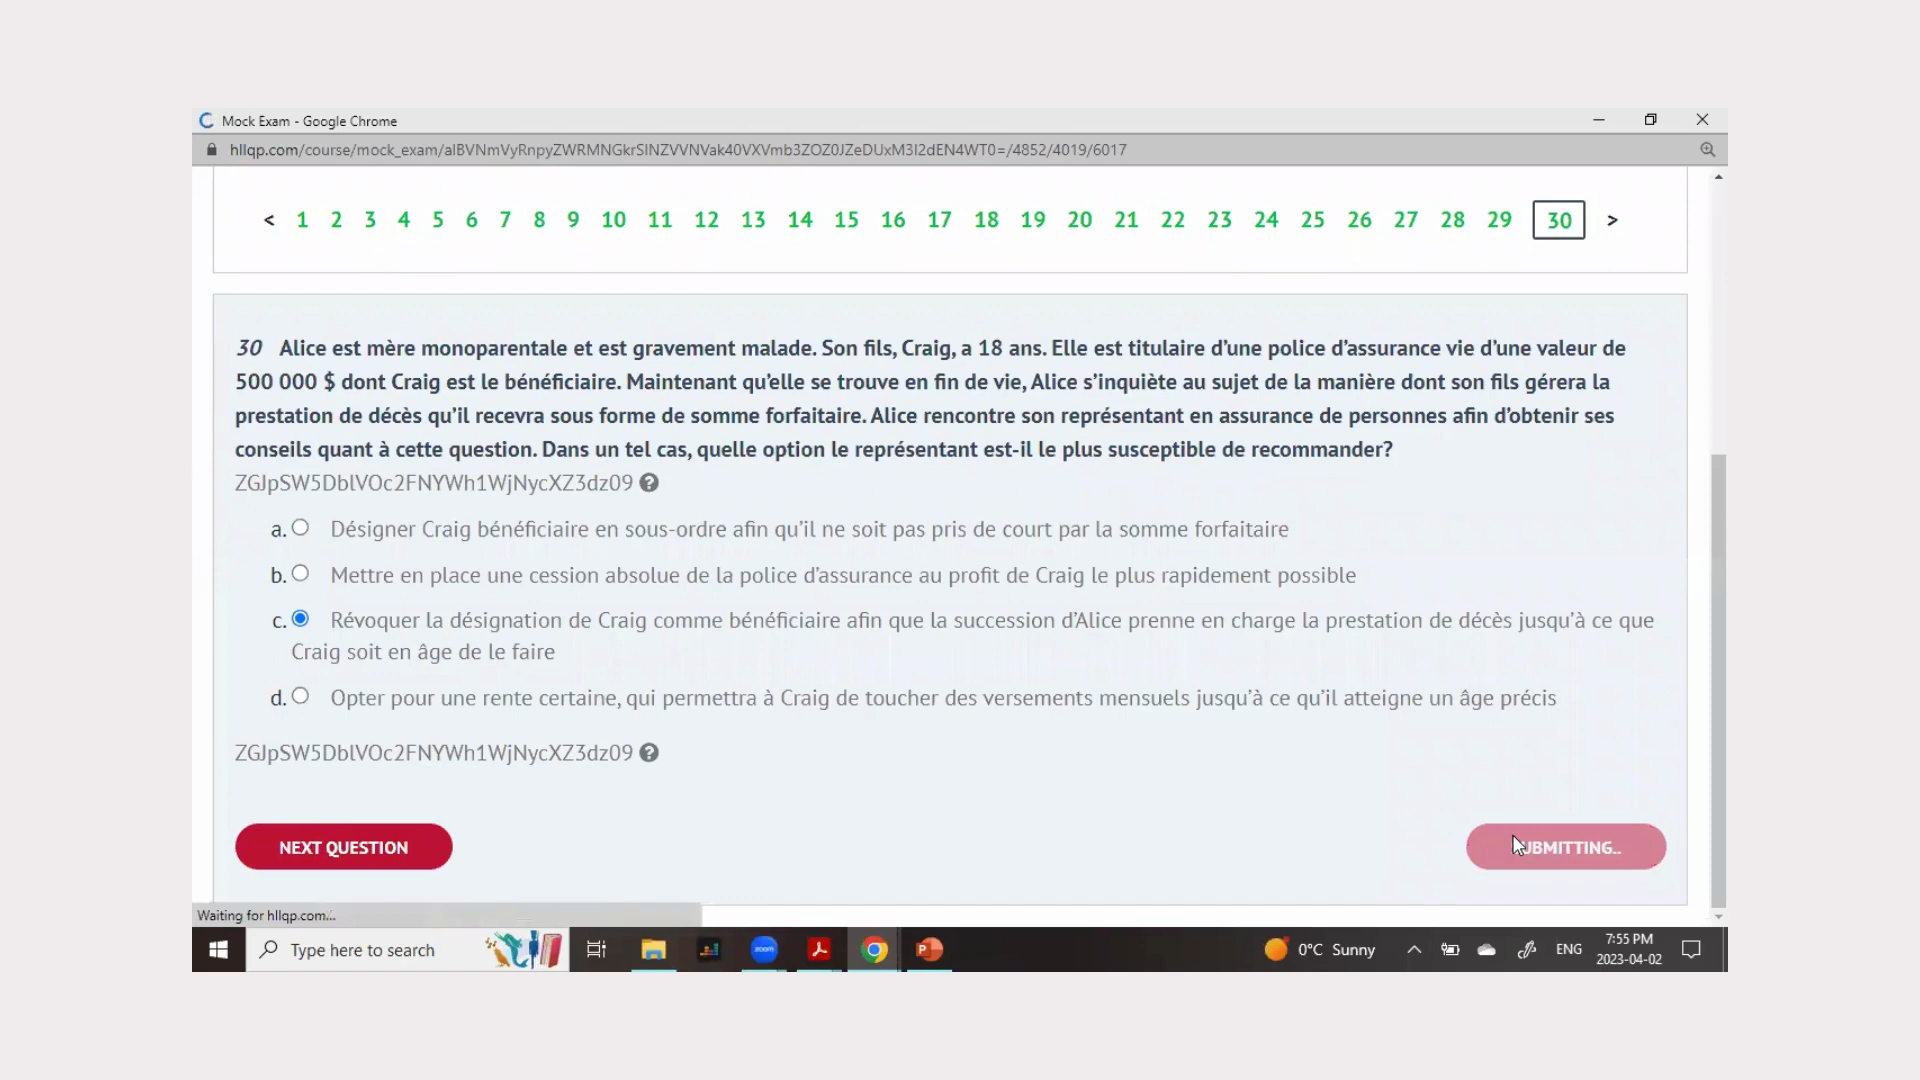 Mock Exam - Google Chrome
hllqp.com/course/mock_exam/alBVNmVyRnpyZWRMNGkrSlNZVVNVak40VXVmb3ZOZ0JZeDUxM3I2dEN4WT0=/4852/4019/6017
< 1 2 3 4 5 6 7 8 9 10 11 12 13 14 15 16 17 18 19 20 21 22 23 24 25 26 27 28 29 30 >
30 Alice est mère monoparentale et est gravement malade. Son fils, Craig, a 18 ans. Elle est titulaire d’une police d’assurance vie d’une valeur de
500 000 $ dont Craig est le bénéficiaire. Maintenant qu’elle se trouve en fin de vie, Alice s’inquiète au sujet de la manière dont son fils gérera la
prestation de décès qu’il recevra sous forme de somme forfaitaire. Alice rencontre son représentant en assurance de personnes afin d’obtenir ses
conseils quant à cette question. Dans un tel cas, quelle option le représentant est-il le plus susceptible de recommander?
ZGJpSW5DblVOc2FNYWh1WjNycXZ3dz09
a. Désigner Craig bénéficiaire en sous-ordre afin qu’il ne soit pas pris de court par la somme forfaitaire
b. Mettre en place une cession absolue de la police d’assurance au profit de Craig le plus rapidement possible
c. Révoquer la désignation de Craig comme bénéficiaire afin que la succession d’Alice prenne en charge la prestation de décès jusqu’à ce que
Craig soit en âge de le faire
d. Opter pour une rente certaine, qui permettra à Craig de toucher des versements mensuels jusqu’à ce qu’il atteigne un âge précis
ZGJpSW5DblVOc2FNYWh1WjNycXZ3dz09
NEXT QUESTION
SUBMITTING..
Waiting for hllqp.com...
Type here to search
zoom
0°C Sunny
ENG
7:55 PM
2023-04-02